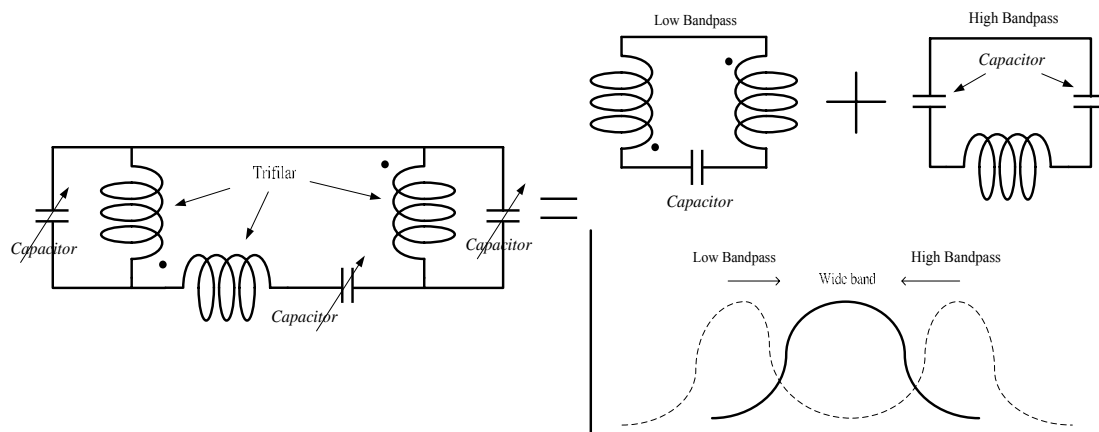 Low Bandpass
High Bandpass
Capacitor
Trifilar
Capacitor
Capacitor
Capacitor
Capacitor
Low Bandpass
Wide band
High Bandpass